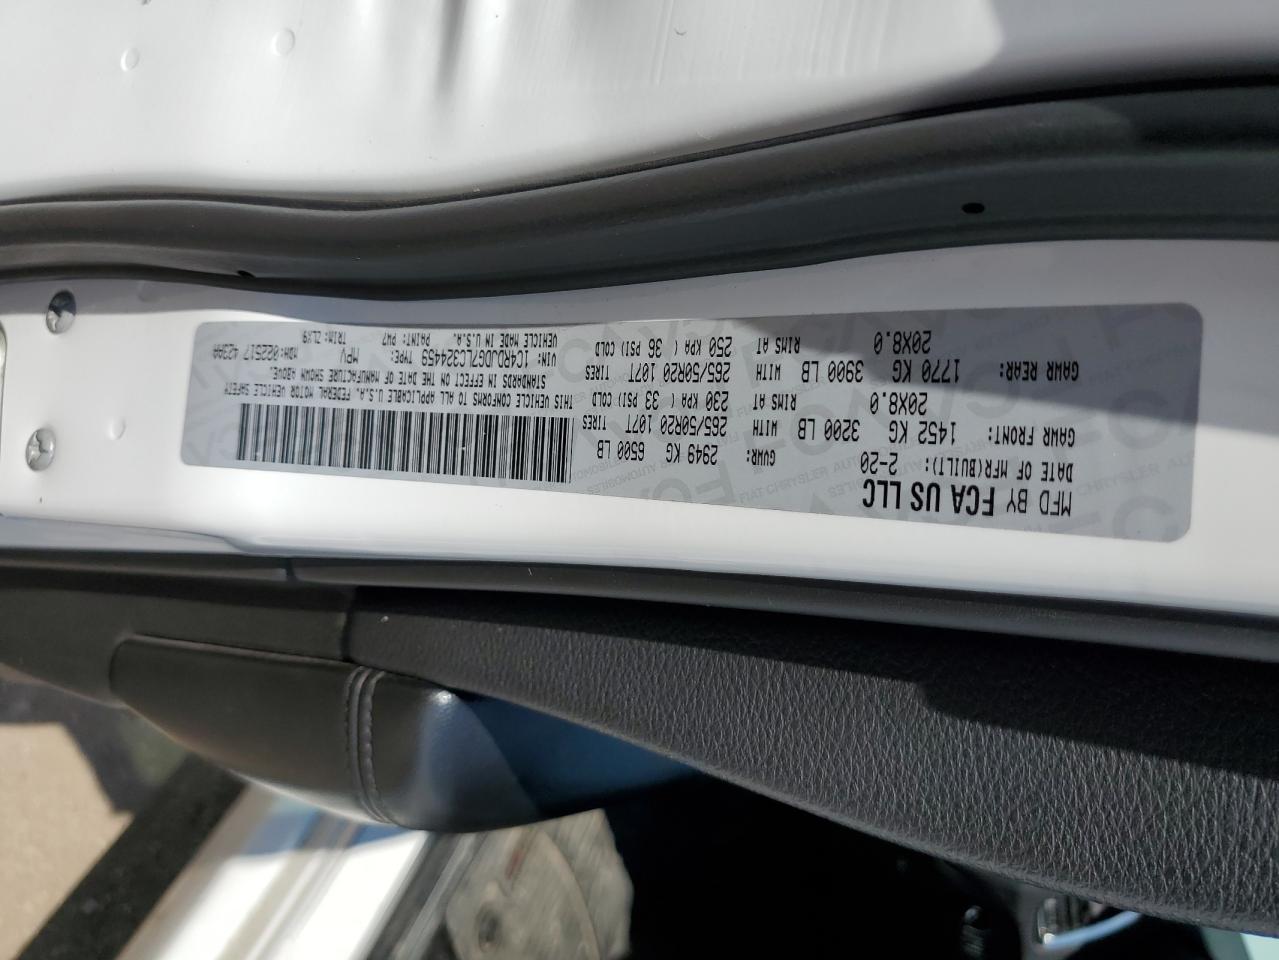 MFD BY FCA US LLC
DATE OF MFR(BUILT): 2-20 GVWR: 2949 KG 6500 LB
GAWR FRONT: 1452 KG 3200 LB WITH 265/50R20 107T TIRES
20X8.0 RIMS AT 230 KPA ( 33 PSI) COLD
GAWR REAR: 1770 KG 3900 LB WITH 265/50R20 107T TIRES
20X8.0 RIMS AT 250 KPA ( 36 PSI) COLD
THIS VEHICLE CONFORMS TO ALL APPLICABLE U.S.A. FEDERAL MOTOR VEHICLE SAFETY
STANDARDS IN EFFECT ON THE DATE OF MANUFACTURE SHOWN ABOVE.
VIN: 1C4RDJDG7LC324459 TYPE: MPV MDH:022517 423AA
VEHICLE MADE IN U.S.A. PAINT: PW7 TRIM: CLX9